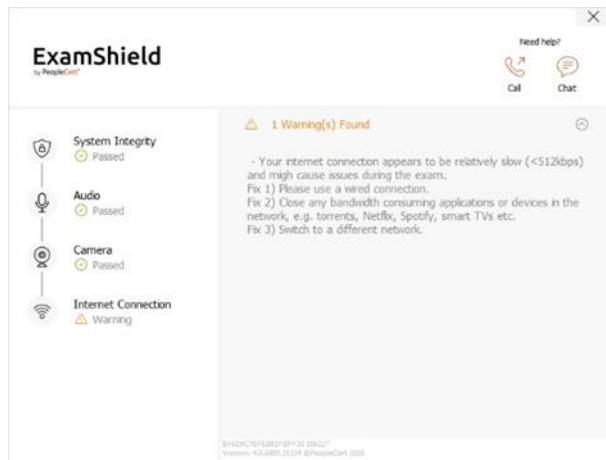 Need help?
ExamShield
by PeopleCert
Call
Chat
System Integrity
Passed
Audio
Passed
Camera
Passed
Internet Connection
Warning
1 Warning(s) Found
- Your internet connection appears to be relatively slow (<512kbps)
and migh cause issues during the exam.
Fix 1) Please use a wired connection.
Fix 2) Close any bandwidth consuming applications or devices in the
network, e.g. torrents, Netflix, Spotify, smart TVs etc.
Fix 3) Switch to a different network.
Version: ©PeopleCert